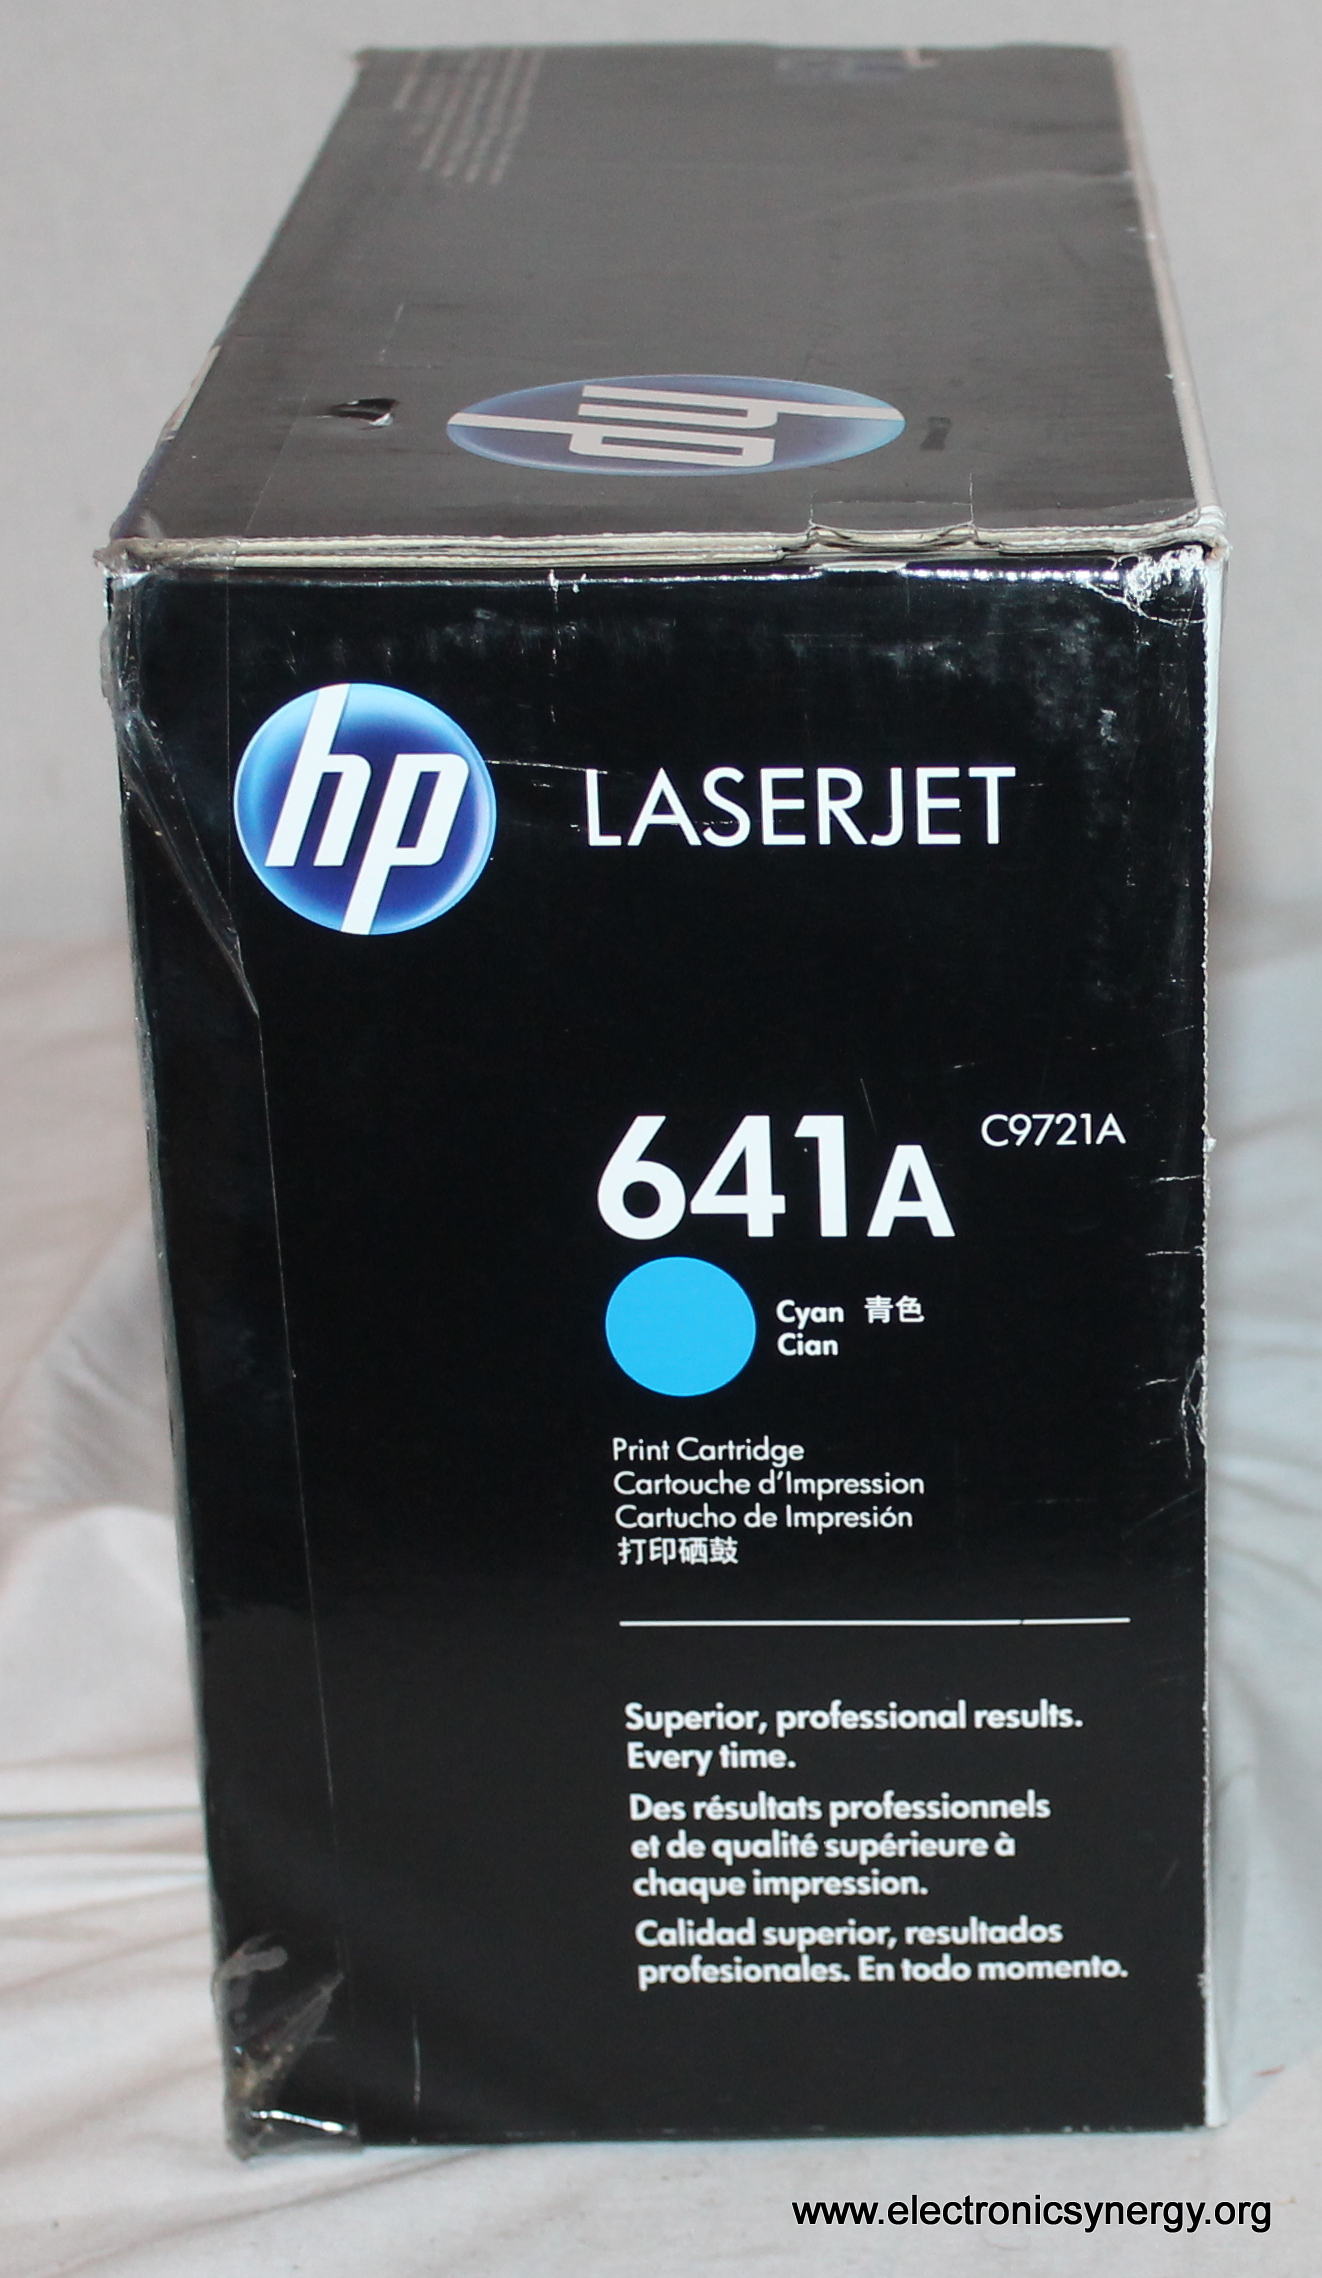 hp
hp LASERJET
641A C9721A
Cyan 青色
Cian
Print Cartridge
Cartouche d'Impression
Cartucho de Impresión
打印硒鼓
Superior, professional results.
Every time.
Des résultats professionnels
et de qualité supérieure à
chaque impression.
Calidad superior, resultados
profesionales. En todo momento.
www.electronicsynergy.org